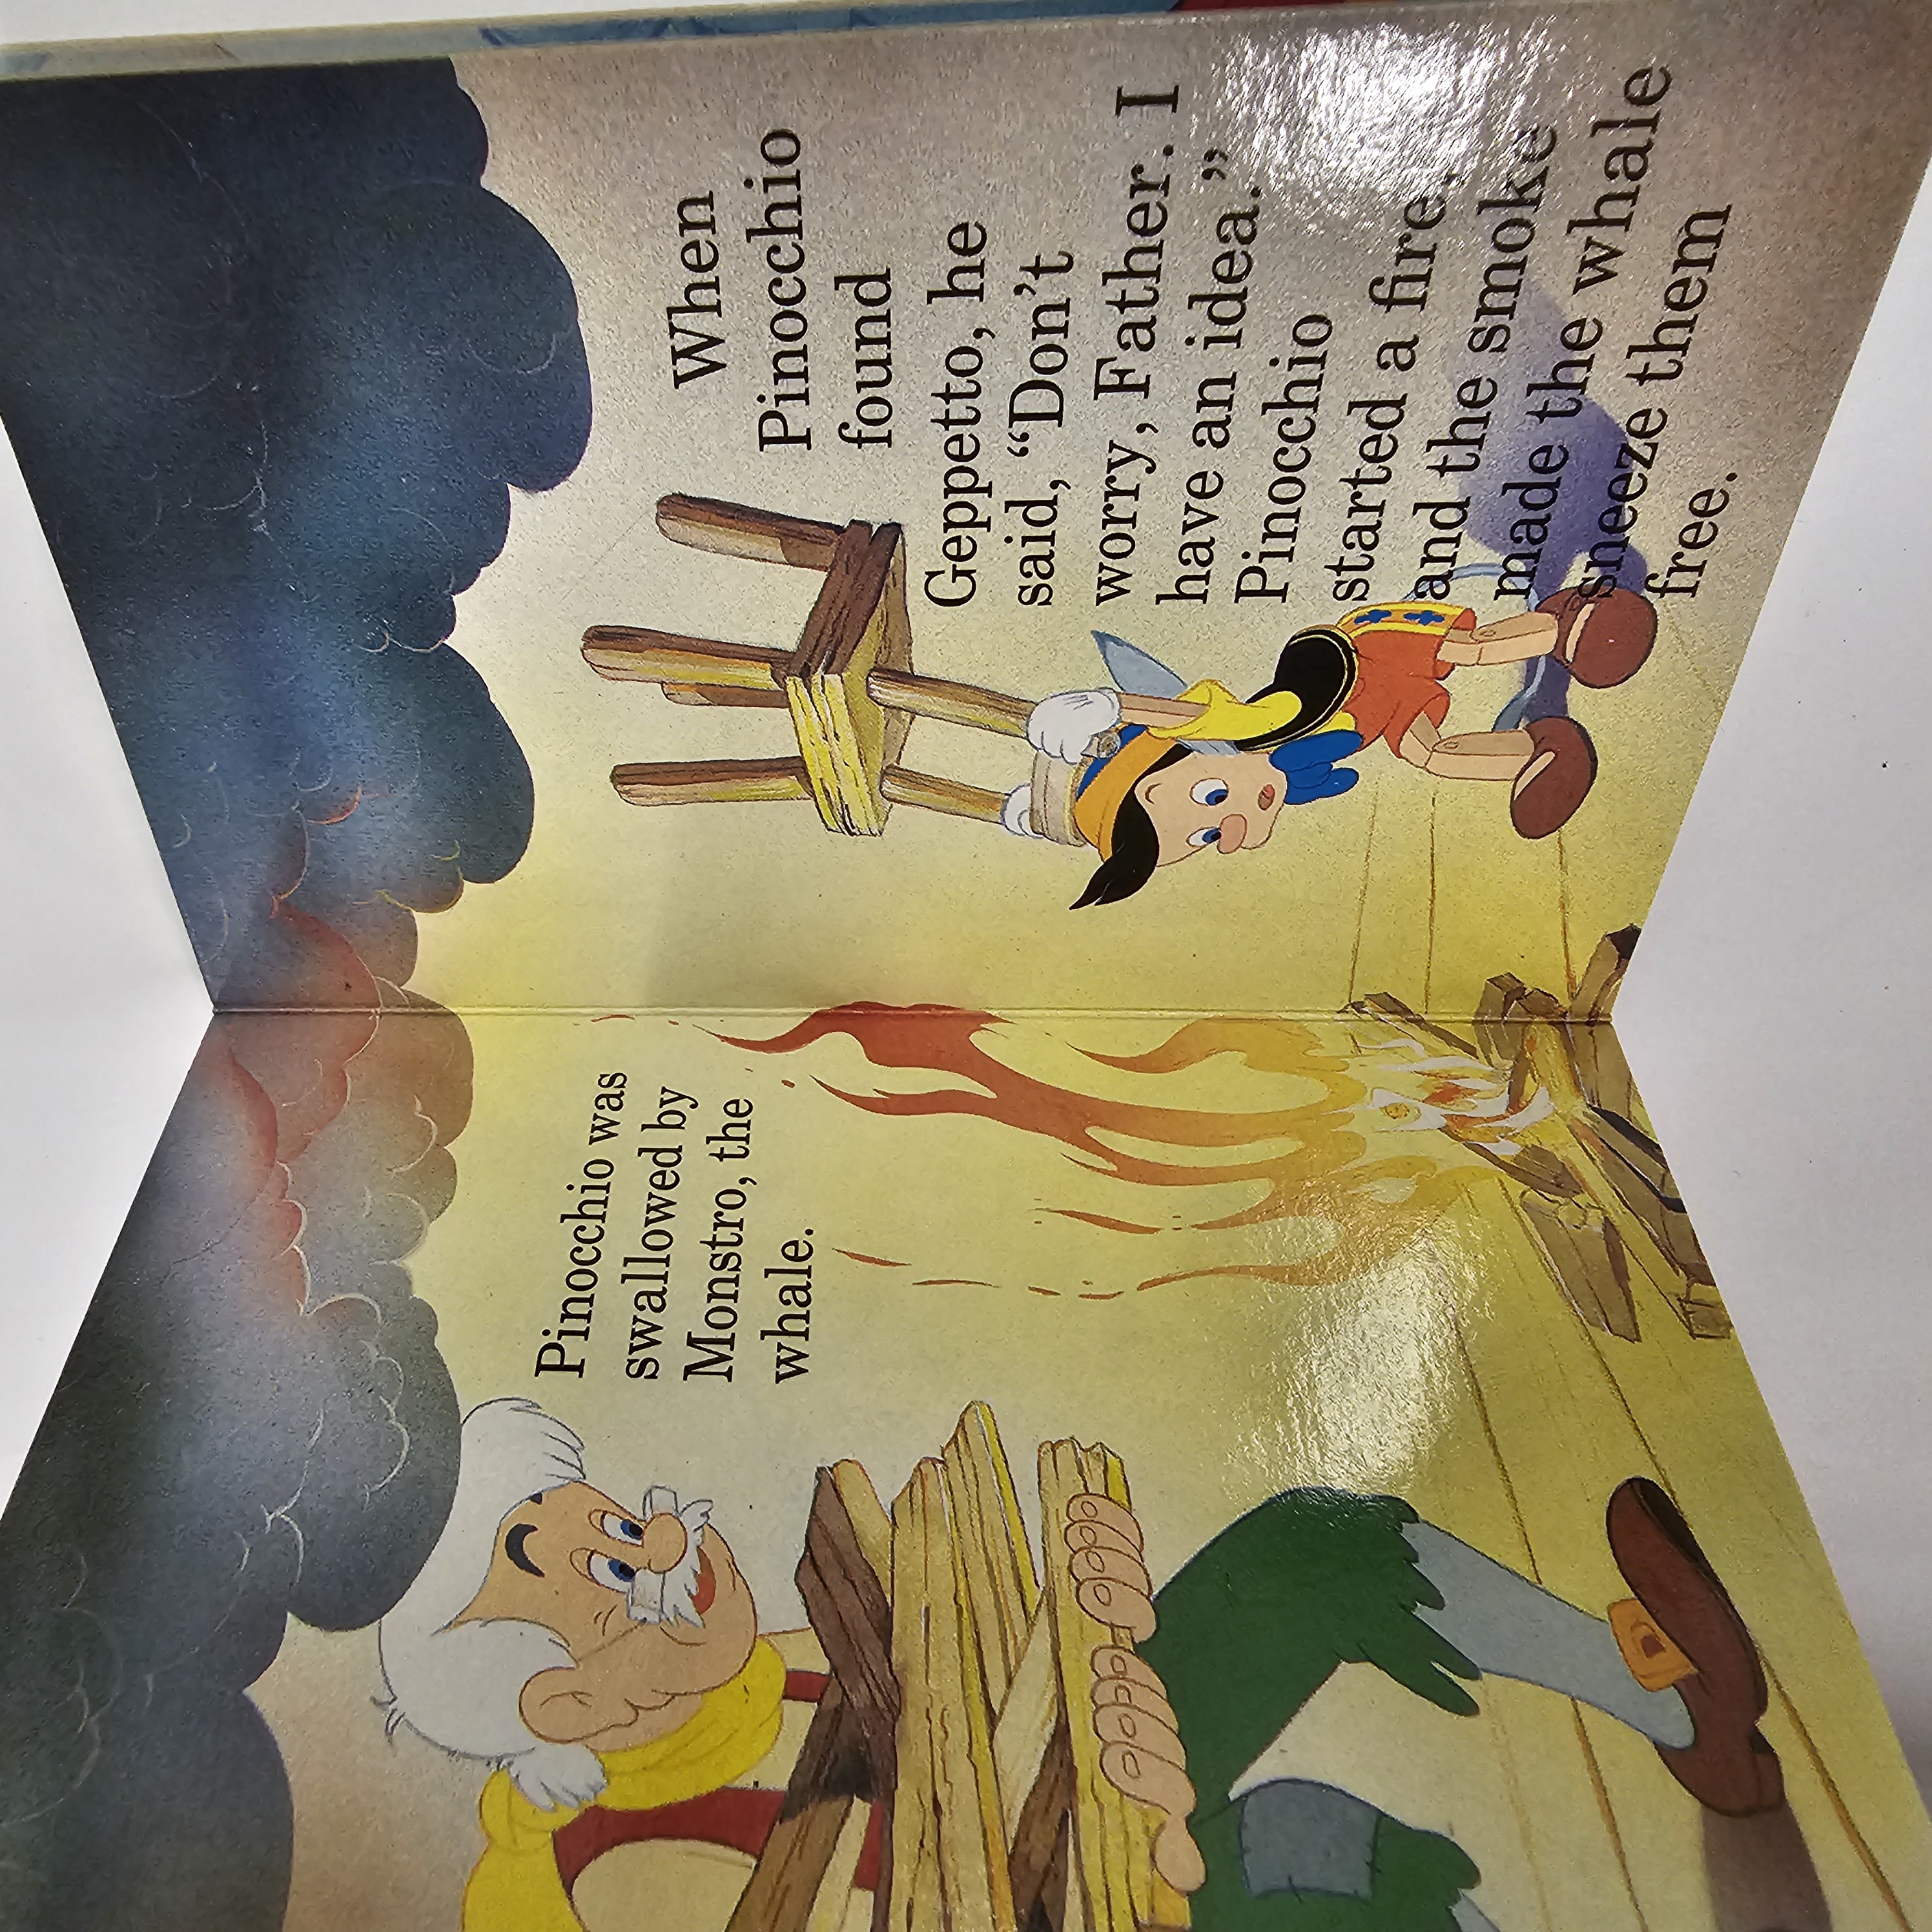 Pinocchio was
swallowed by
Monstro, the
whale.
When
Pinocchio
found
Geppetto, he
said, “Don’t
worry, Father. I
have an idea.”
Pinocchio
started a fire,
and the smoke
made the whale
sneeze them
free.